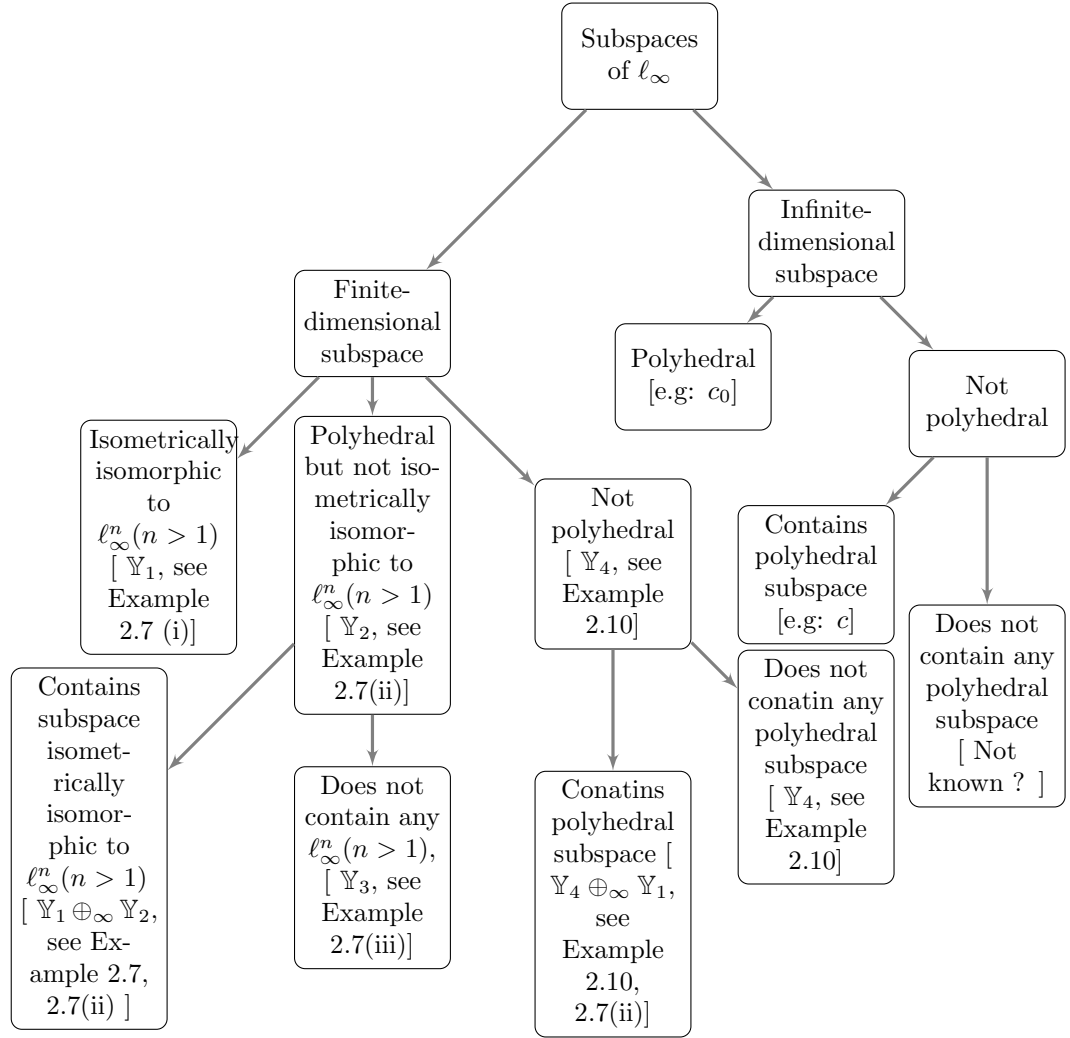 Subspaces
of ℓ∞
Infinite-
dimensional
subspace
Finite-
dimensional
subspace
Polyhedral
[e.g: c₀]
Not
polyhedral
Isometrically
isomorphic
to
ℓ∞ⁿ(n > 1)
[ 𝕐₁, see
Example
2.7 (i)]
Polyhedral
but not iso-
metrically
isomor-
phic to
ℓ∞ⁿ(n > 1)
[ 𝕐₂, see
Example
2.7(ii)]
Not
polyhedral
[ 𝕐₄, see
Example
2.10]
Contains
polyhedral
subspace
[e.g: c]
Does not
contain any
polyhedral
subspace
[ Not
known ? ]
Contains
subspace
isomet-
rically
isomor-
phic to
ℓ∞ⁿ(n > 1)
[ 𝕐₁ ⊕∞ 𝕐₂,
see Ex-
ample 2.7,
2.7(ii) ]
Does not
contain any
ℓ∞ⁿ(n > 1),
[ 𝕐₃, see
Example
2.7(iii)]
Conatins
polyhedral
subspace [
𝕐₄ ⊕∞ 𝕐₁,
see
Example
2.10,
2.7(ii)]
Does not
conatin any
polyhedral
subspace
[ 𝕐₄, see
Example
2.10]